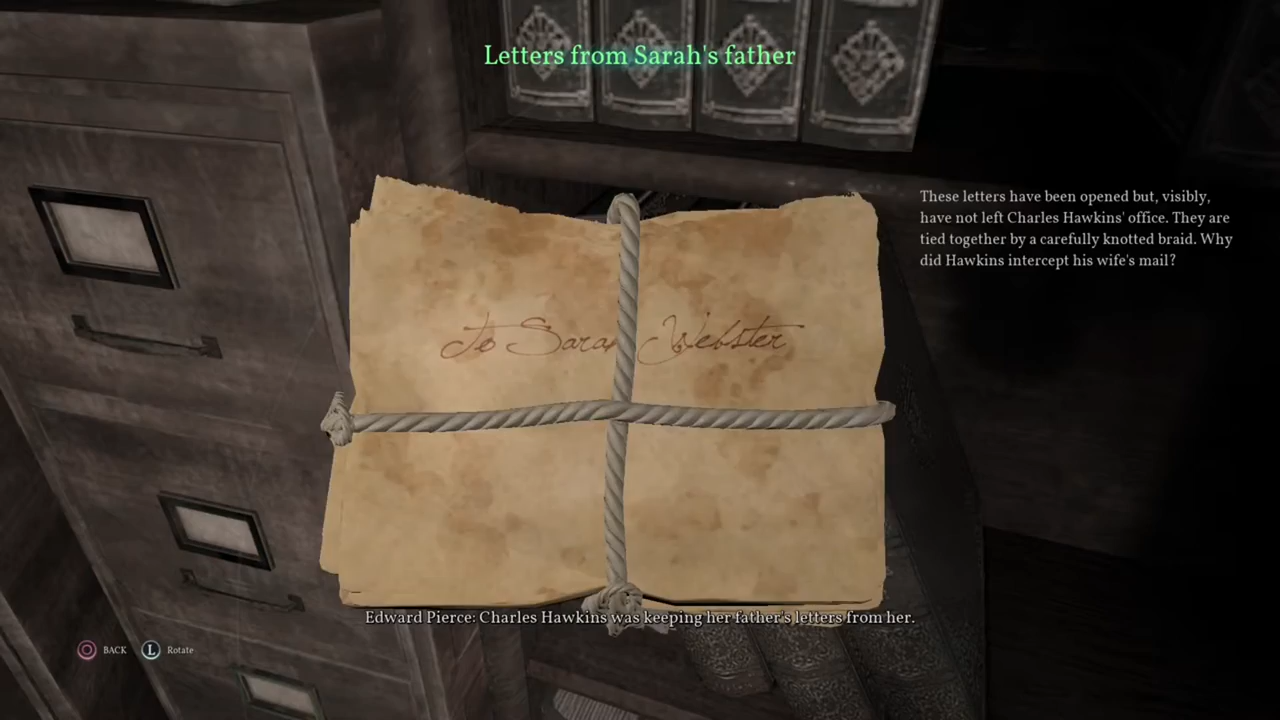 Letters from Sarah's father
These letters have been opened but, visibly,
have not left Charles Hawkins' office. They are
tied together by a carefully knotted braid. Why
did Hawkins intercept his wife's mail?
To Sarah Webster
Edward Pierce: Charles Hawkins was keeping her father's letters from her.
BACK L Rotate